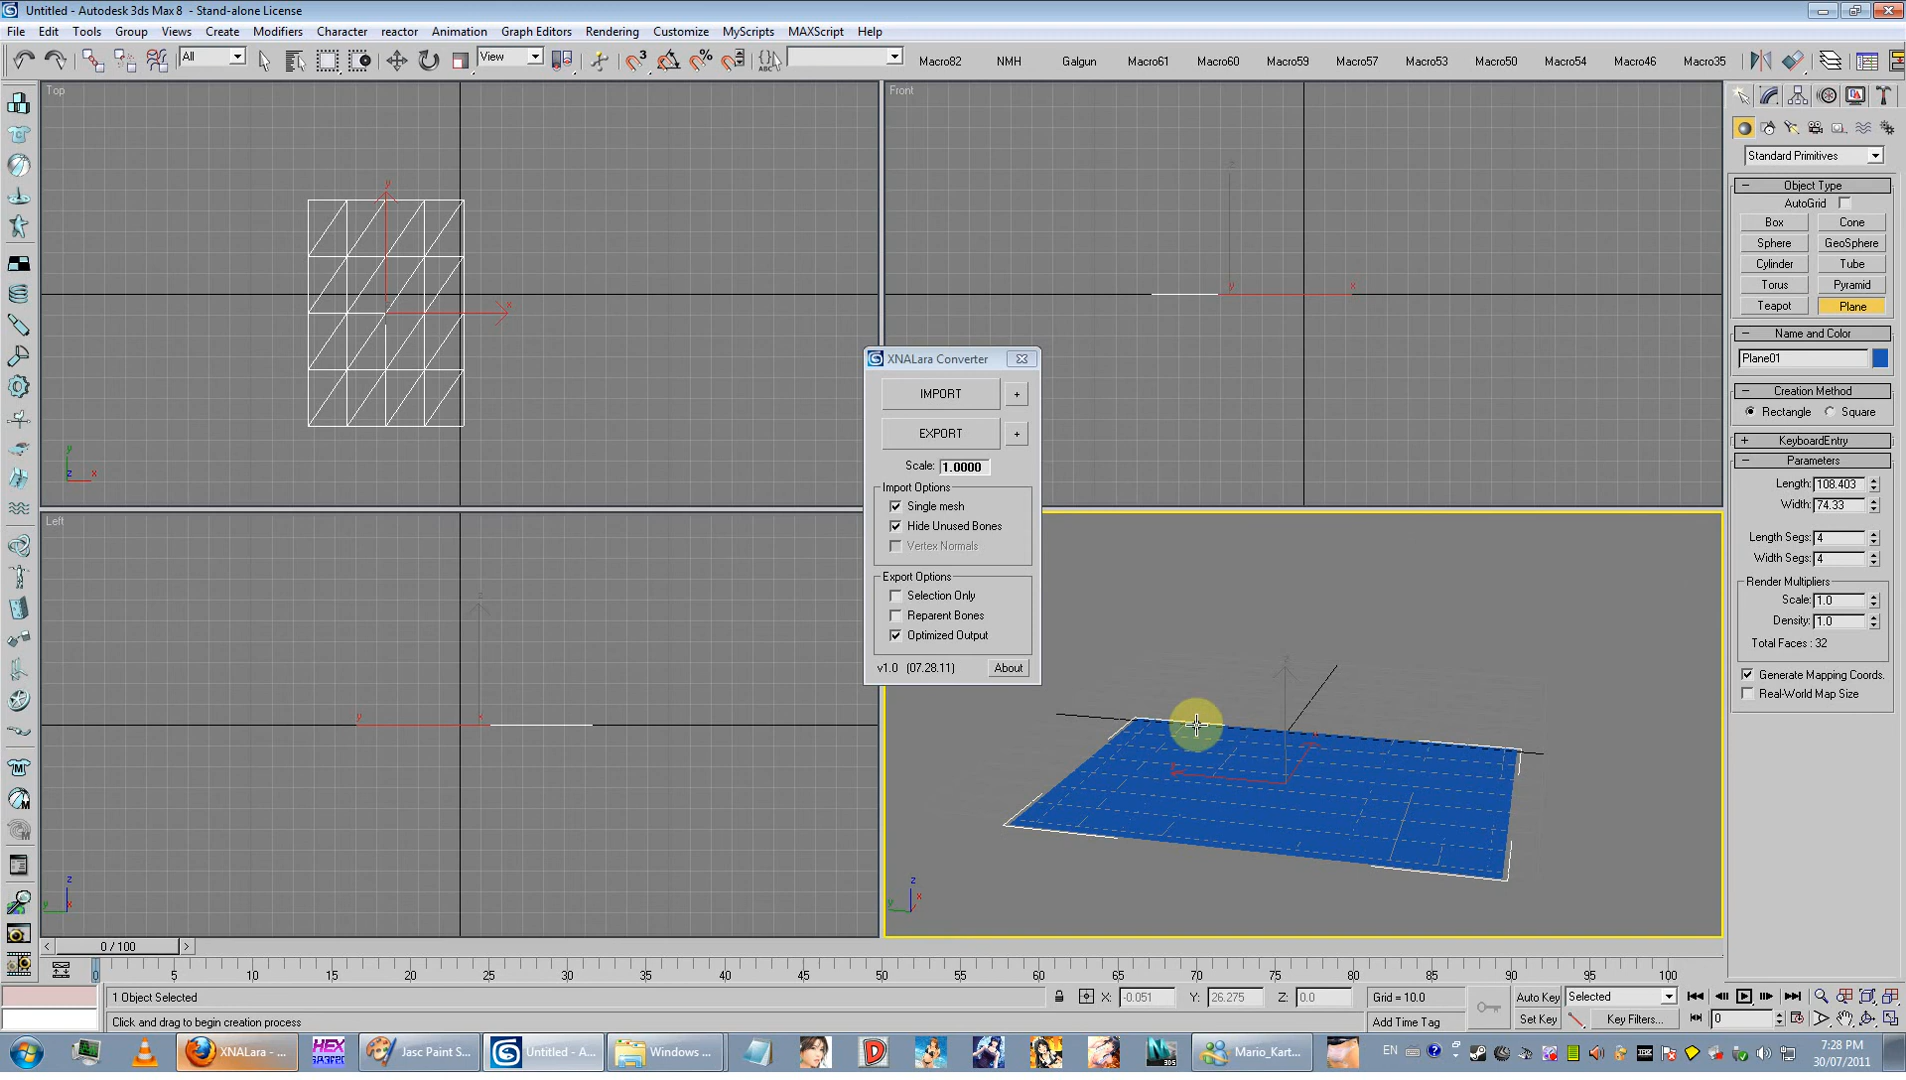 Untitled - Autodesk 3ds Max 8 - Stand-alone License
File Edit Tools Group Views Create Modifiers Character reactor Animation Graph Editors Rendering Customize MyScripts MAXScript Help
All View Macro82 NMH Galgun Macro61 Macro60 Macro59 Macro57 Macro53 Macro50 Macro54 Macro46 Macro35
Top
Front
Left
y
x
z
XNALara Converter
IMPORT +
EXPORT +
Scale: 1.0000
Import Options
Single mesh
Hide Unused Bones
Vertex Normals
Export Options
Selection Only
Reparent Bones
Optimized Output
v1.0 (07.28.11) About
Standard Primitives
Object Type
AutoGrid
Box Cone
Sphere GeoSphere
Cylinder Tube
Torus Pyramid
Teapot Plane
Name and Color
Plane01
Creation Method
Rectangle Square
KeyboardEntry
Parameters
Length: 108.403
Width: 74.33
Length Segs: 4
Width Segs: 4
Render Multipliers
Scale: 1.0
Density: 1.0
Total Faces : 32
Generate Mapping Coords.
Real-World Map Size
0 / 100
0 5 10 15 20 25 30 35 40 45 50 55 60 65 70 75 80 85 90 95 100
1 Object Selected X: -0.051 Y: 26.275 Z: 0.0 Grid = 10.0 Auto Key Selected
Click and drag to begin creation process Add Time Tag Set Key Key Filters... 0
XNALara - ... HEX Jasc Paint S... Untitled - A... Windows ... Mario_Kart... EN 7:28 PM
30/07/2011